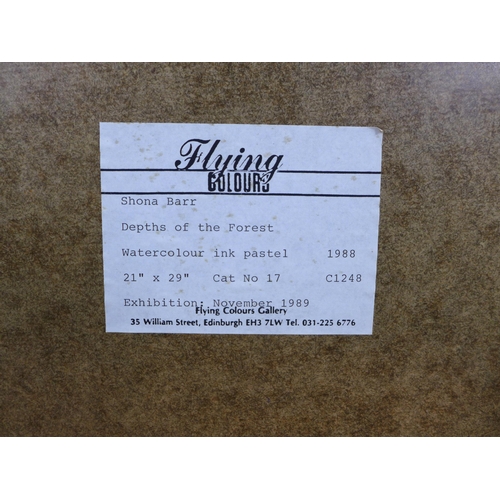 Flying
COLOURS
Shona Barr
Depths of the Forest
Watercolour ink pastel 1988
21" x 29" Cat No 17 C1248
Exhibition: November 1989
Flying Colours Gallery
35 William Street, Edinburgh EH3 7LW Tel. 031-225 6776